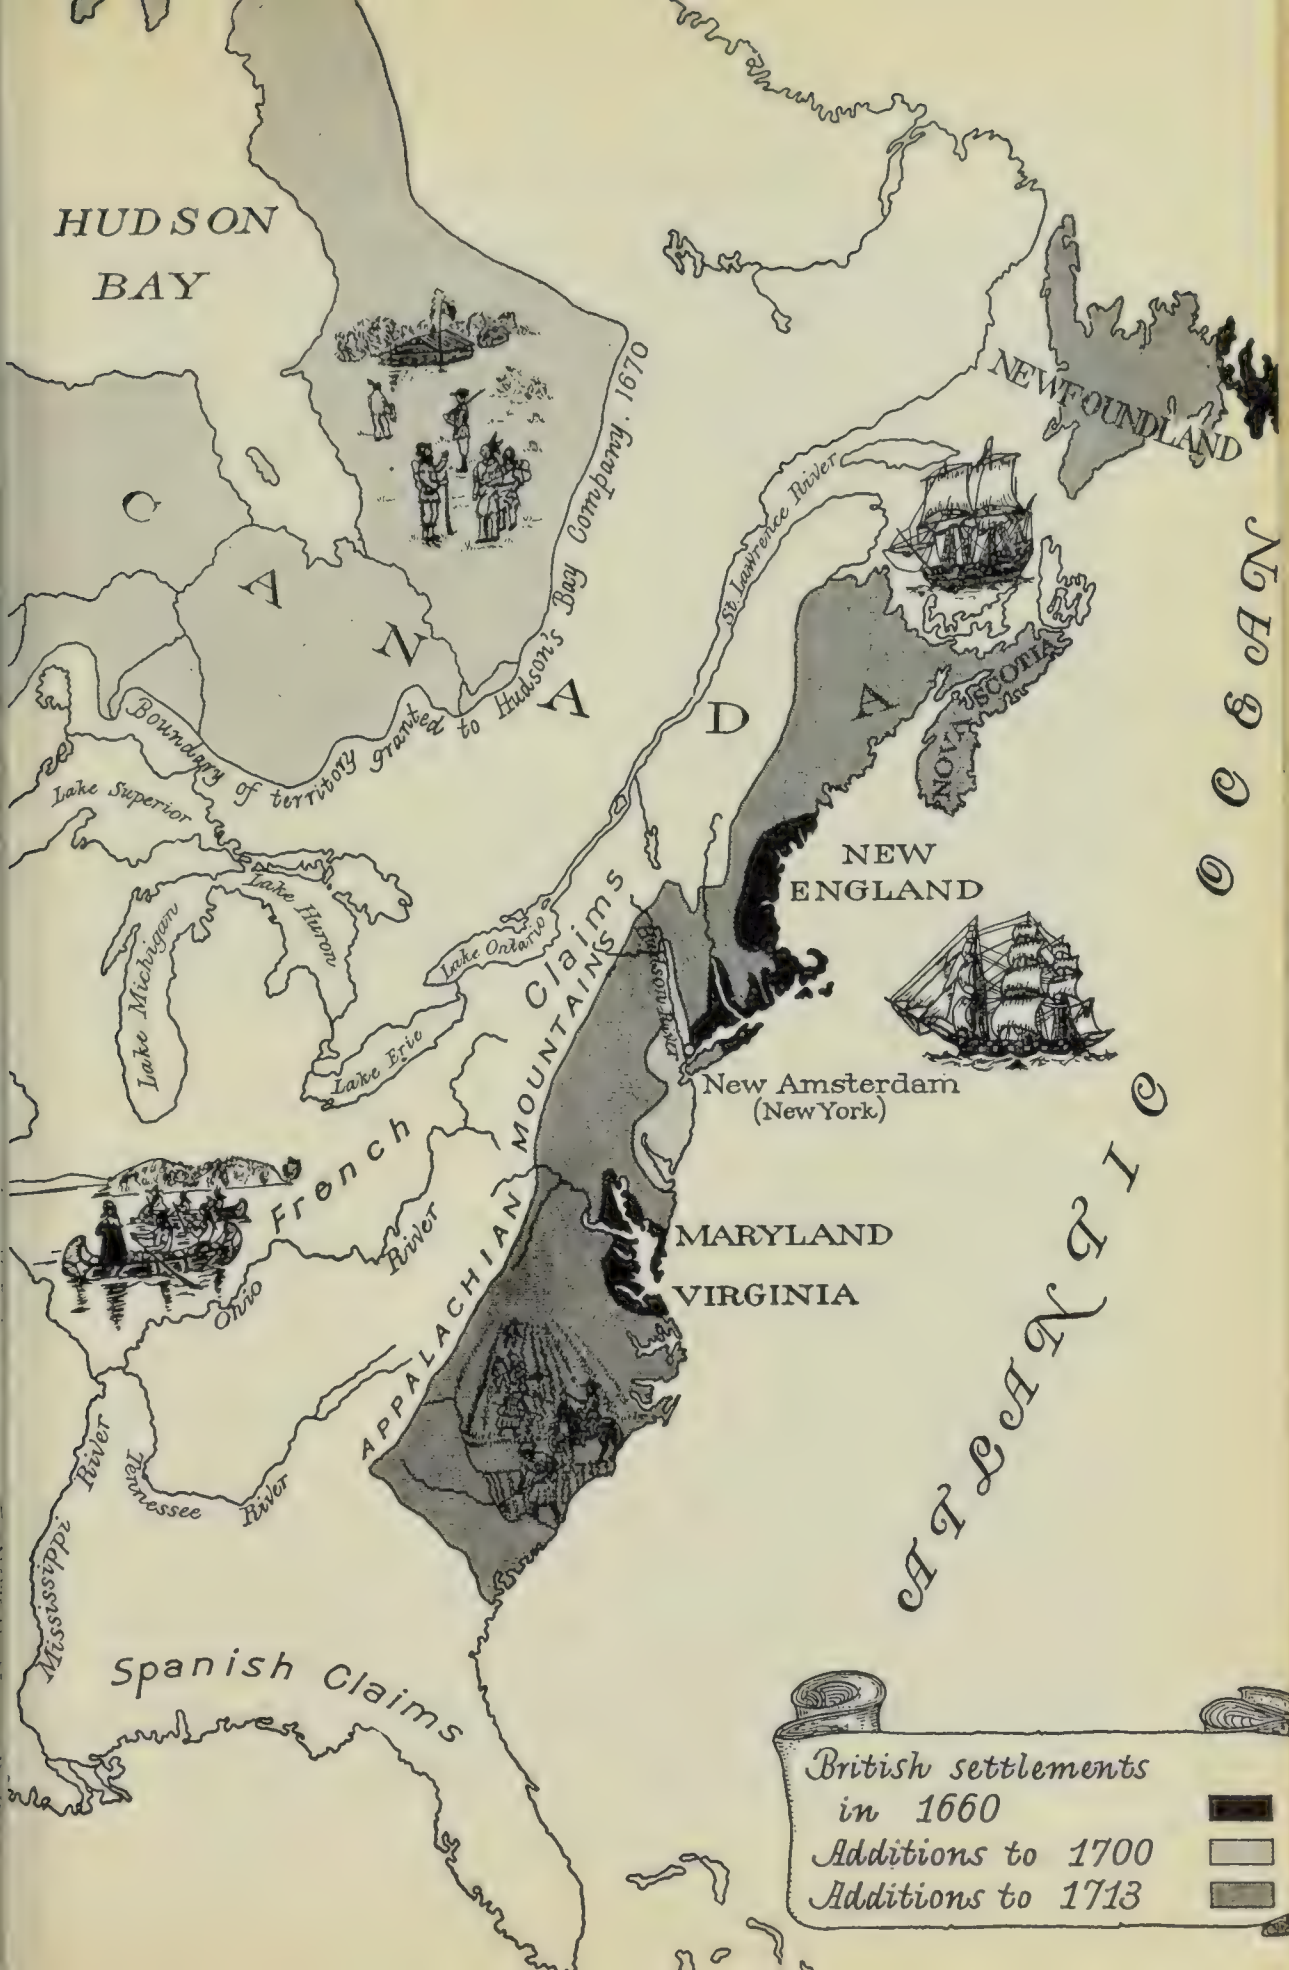 HUDSON
BAY
Boundary of territory granted to Hudson's Bay Company. 1670
CANADA
NEWFOUNDLAND
St. Lawrence River
NOVA SCOTIA
OCEAN
Lake Superior
Lake Huron
Lake Michigan
Lake Ontario
Lake Erie
NEW
ENGLAND
Hudson River
New Amsterdam
(New York)
French Claims
APPALACHIAN MOUNTAINS
MARYLAND
VIRGINIA
Ohio River
Tennessee River
Mississippi River
ATLANTIC
Spanish Claims
British settlements
in 1660
Additions to 1700
Additions to 1713